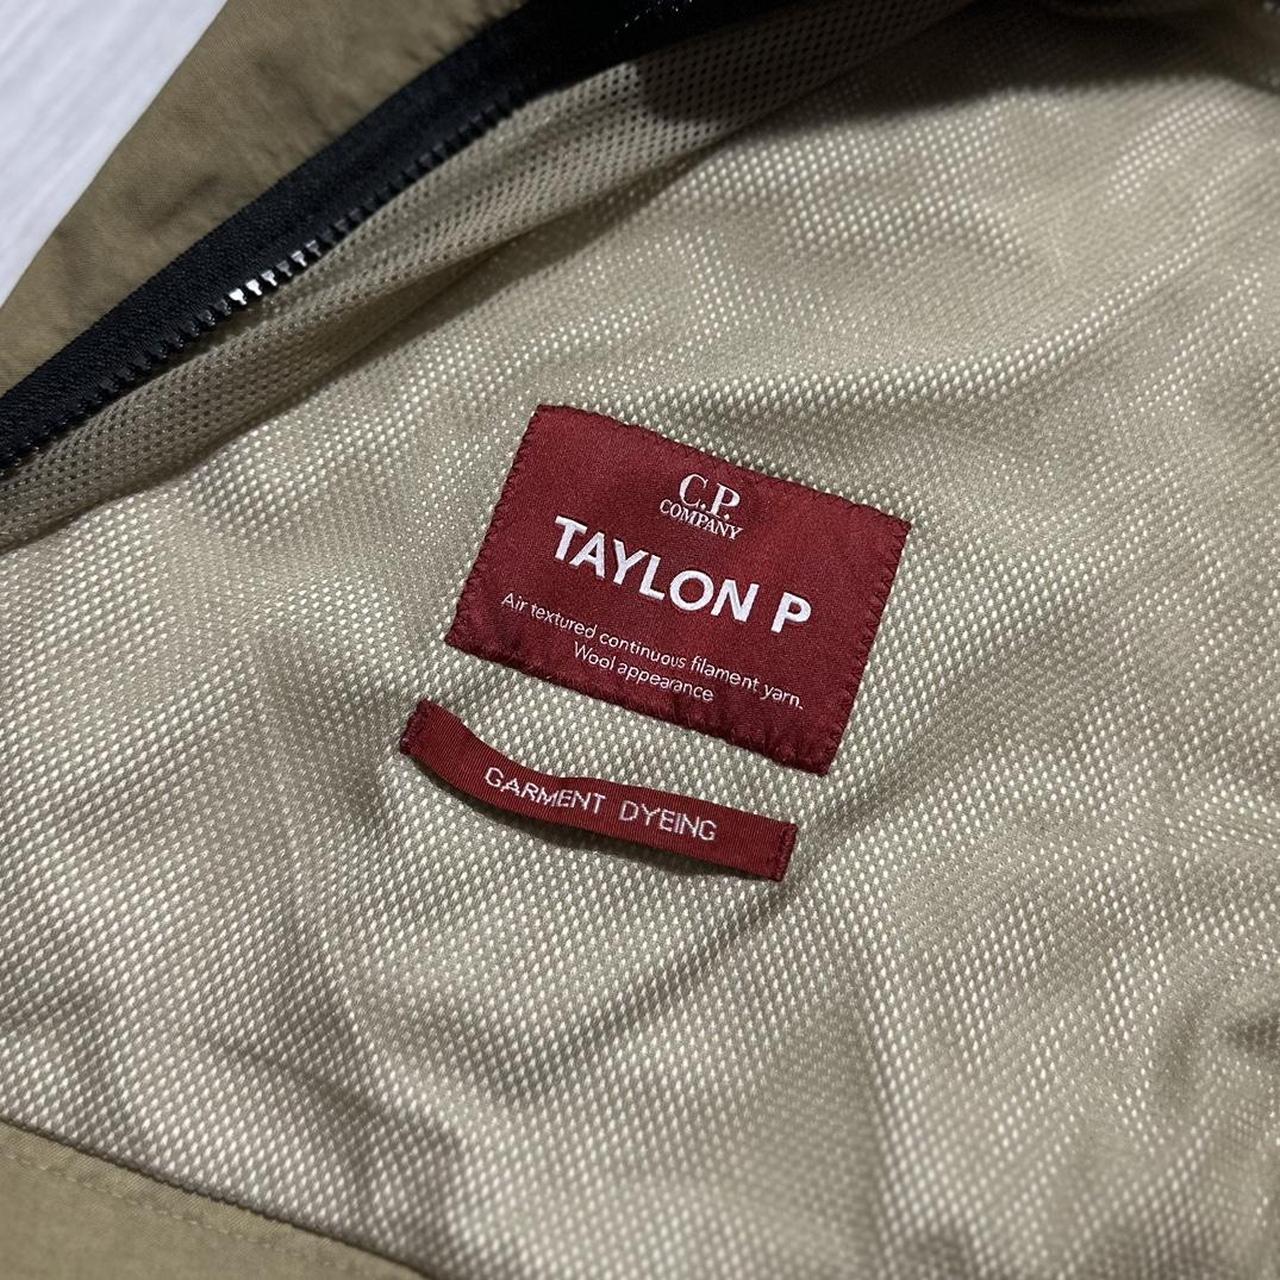 C.P.
COMPANY
TAYLON P
Air textured continuous filament yarn.
Wool appearance
GARMENT DYEING